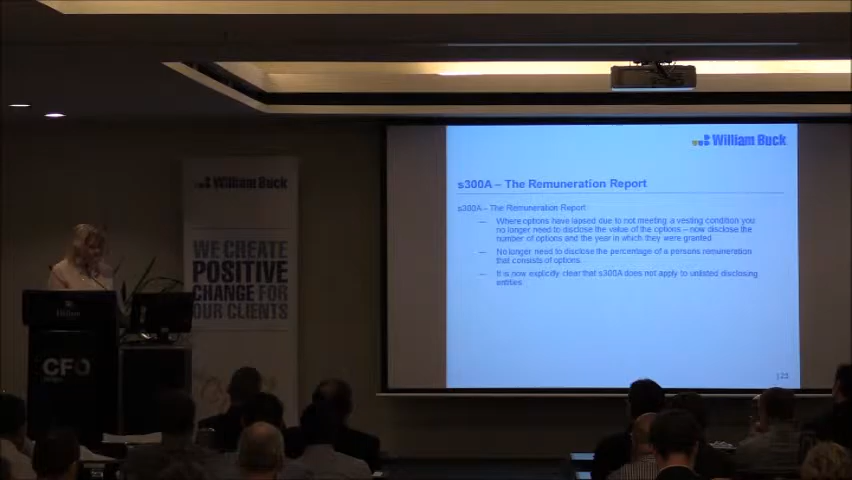 William Buck
WE CREATE
POSITIVE
CHANGE FOR
OUR CLIENTS
Hilton
CFO
William Buck
s300A – The Remuneration Report
s300A – The Remuneration Report
— Where options have lapsed due to not meeting a vesting condition you
no longer need to disclose the value of the options – now disclose the
number of options and the year in which they were granted
— No longer need to disclose the percentage of a persons remuneration
that consists of options
— It is now explicitly clear that s300A does not apply to unlisted disclosing
entities